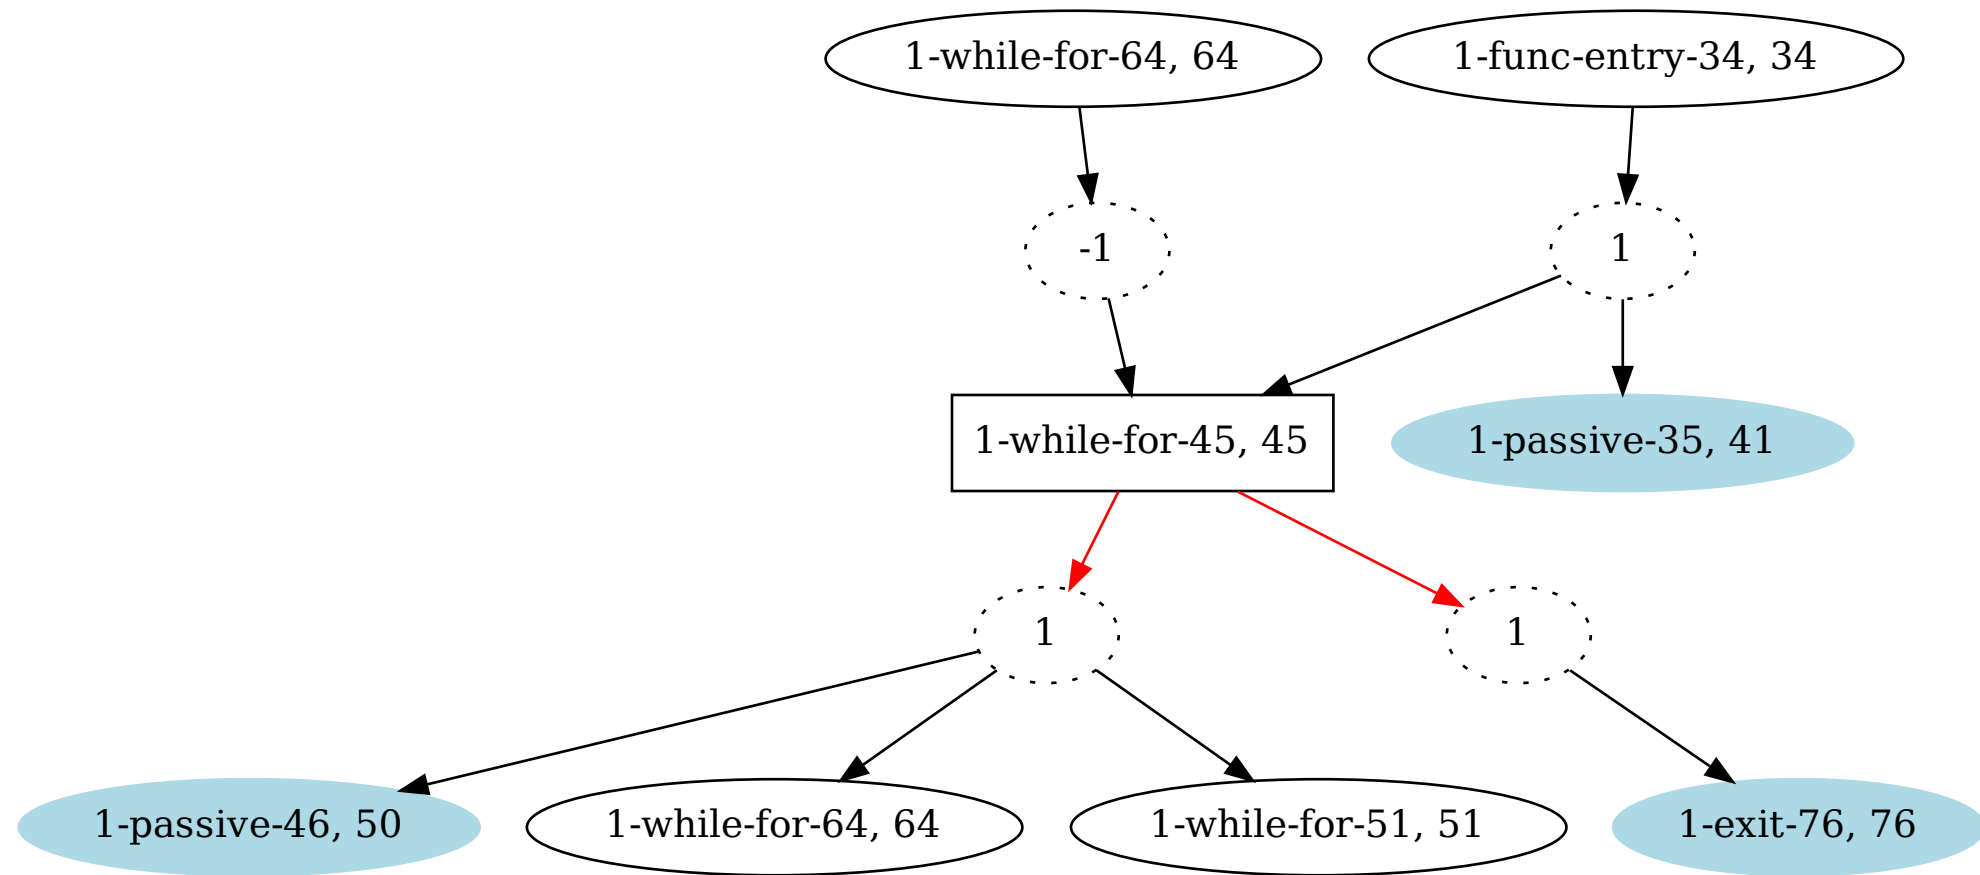 1-while-for-64, 64
1-func-entry-34, 34
-1
1
1-while-for-45, 45
1-passive-35, 41
1
1
1-passive-46, 50
1-while-for-64, 64
1-while-for-51, 51
1-exit-76, 76